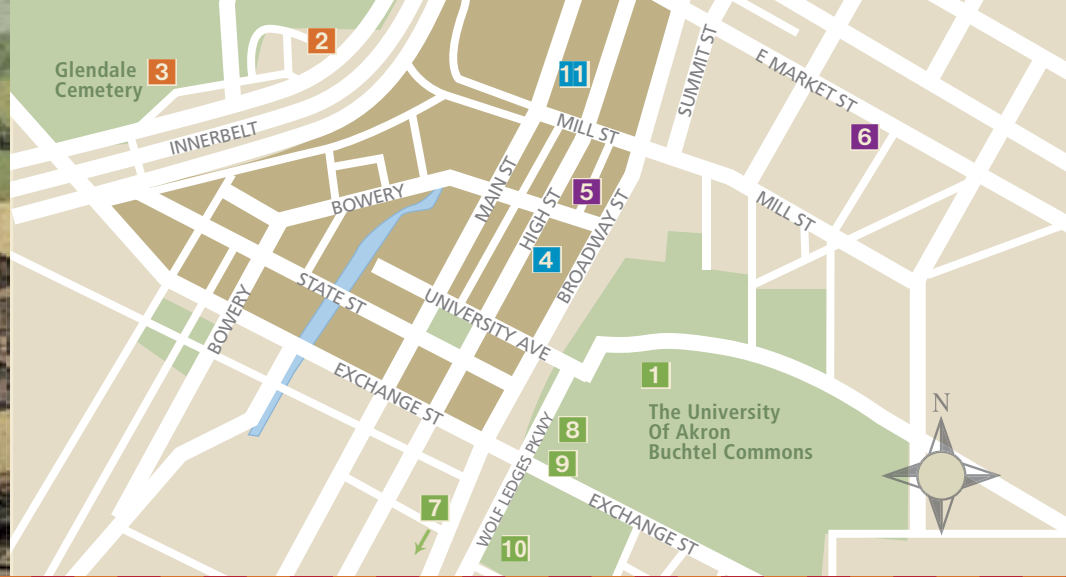 2
Glendale
Cemetery
3
INNERBELT
11
SUMMIT ST
E MARKET ST
6
MILL ST
MAIN ST
HIGH ST
5
BOWERY
MILL ST
4
BROADWAY ST
STATE ST
UNIVERSITY AVE
BOWERY
EXCHANGE ST
1
The University
Of Akron
Buchtel Commons
N
8
9
WOLF LEDGES PKWY
7
EXCHANGE ST
10